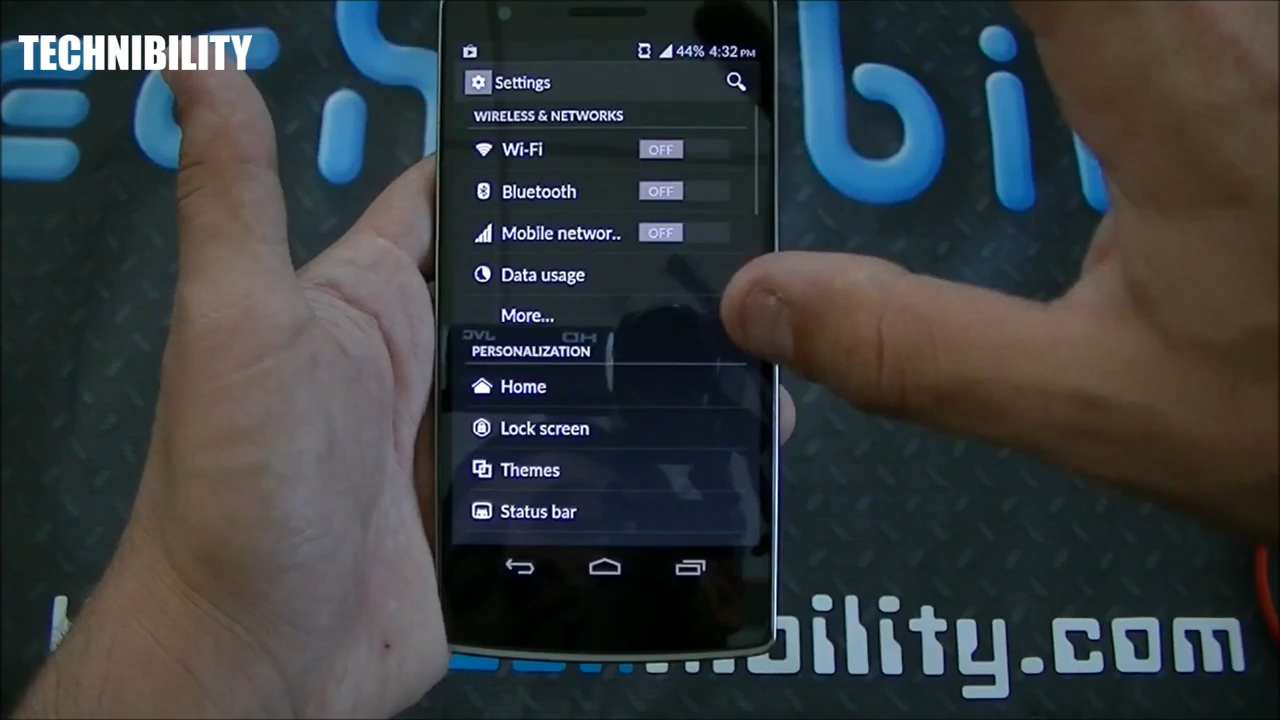 TECHNIBILITY
44% 4:32 PM
Settings
WIRELESS & NETWORKS
Wi-Fi OFF
Bluetooth OFF
Mobile networ.. OFF
Data usage
More...
PERSONALIZATION
Home
Lock screen
Themes
Status bar
bility.com